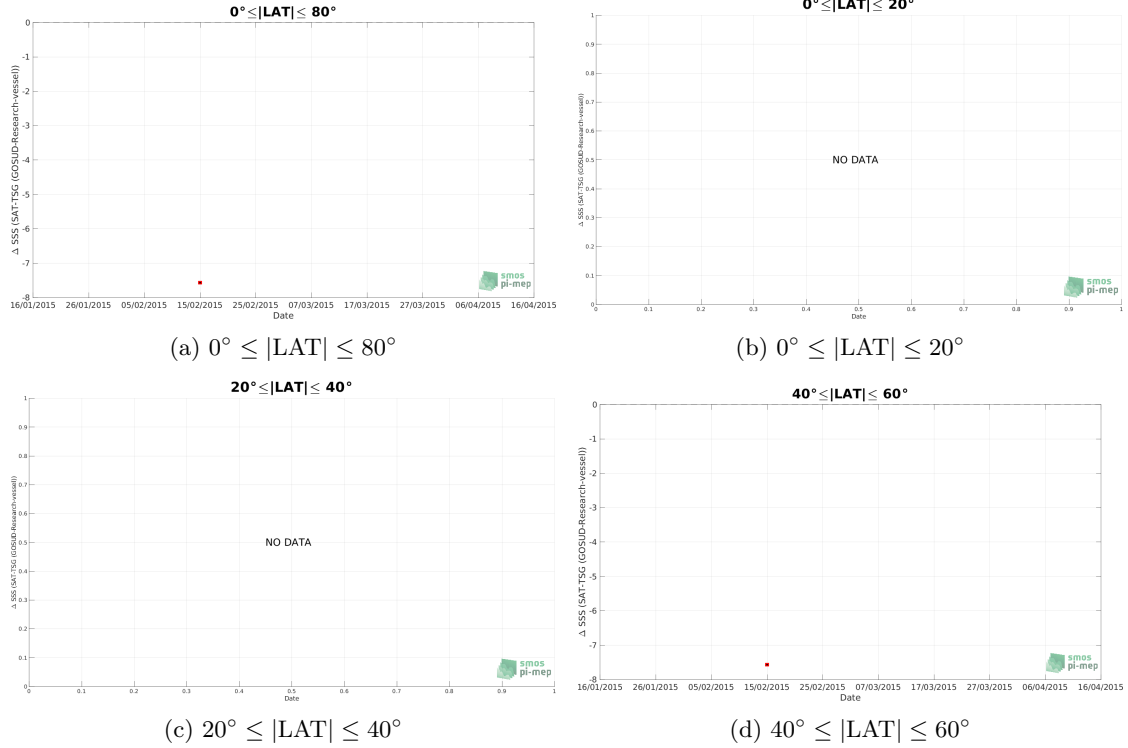 0°≤|LAT|≤ 80°
0
-1
-2
-3
-4
-5
-6
-7
-8
Δ SSS (SAT-TSG (GOSUD-Research-vessel))
smos
pi-mep
16/01/2015 26/01/2015 05/02/2015 15/02/2015 25/02/2015 07/03/2015 17/03/2015 27/03/2015 06/04/2015 16/04/2015
Date
(a) 0° ≤ |LAT| ≤ 80°
0°≤|LAT|≤ 20°
1
0.9
0.8
0.7
0.6
0.5
0.4
0.3
0.2
0.1
0
Δ SSS (SAT-TSG (GOSUD-Research-vessel))
NO DATA
smos
pi-mep
0 0.1 0.2 0.3 0.4 0.5 0.6 0.7 0.8 0.9 1
Date
(b) 0° ≤ |LAT| ≤ 20°
20°≤|LAT|≤ 40°
1
0.9
0.8
0.7
0.6
0.5
0.4
0.3
0.2
0.1
0
Δ SSS (SAT-TSG (GOSUD-Research-vessel))
NO DATA
smos
pi-mep
0 0.1 0.2 0.3 0.4 0.5 0.6 0.7 0.8 0.9 1
Date
(c) 20° ≤ |LAT| ≤ 40°
40°≤|LAT|≤ 60°
0
-1
-2
-3
-4
-5
-6
-7
-8
Δ SSS (SAT-TSG (GOSUD-Research-vessel))
smos
pi-mep
16/01/2015 26/01/2015 05/02/2015 15/02/2015 25/02/2015 07/03/2015 17/03/2015 27/03/2015 06/04/2015 16/04/2015
Date
(d) 40° ≤ |LAT| ≤ 60°